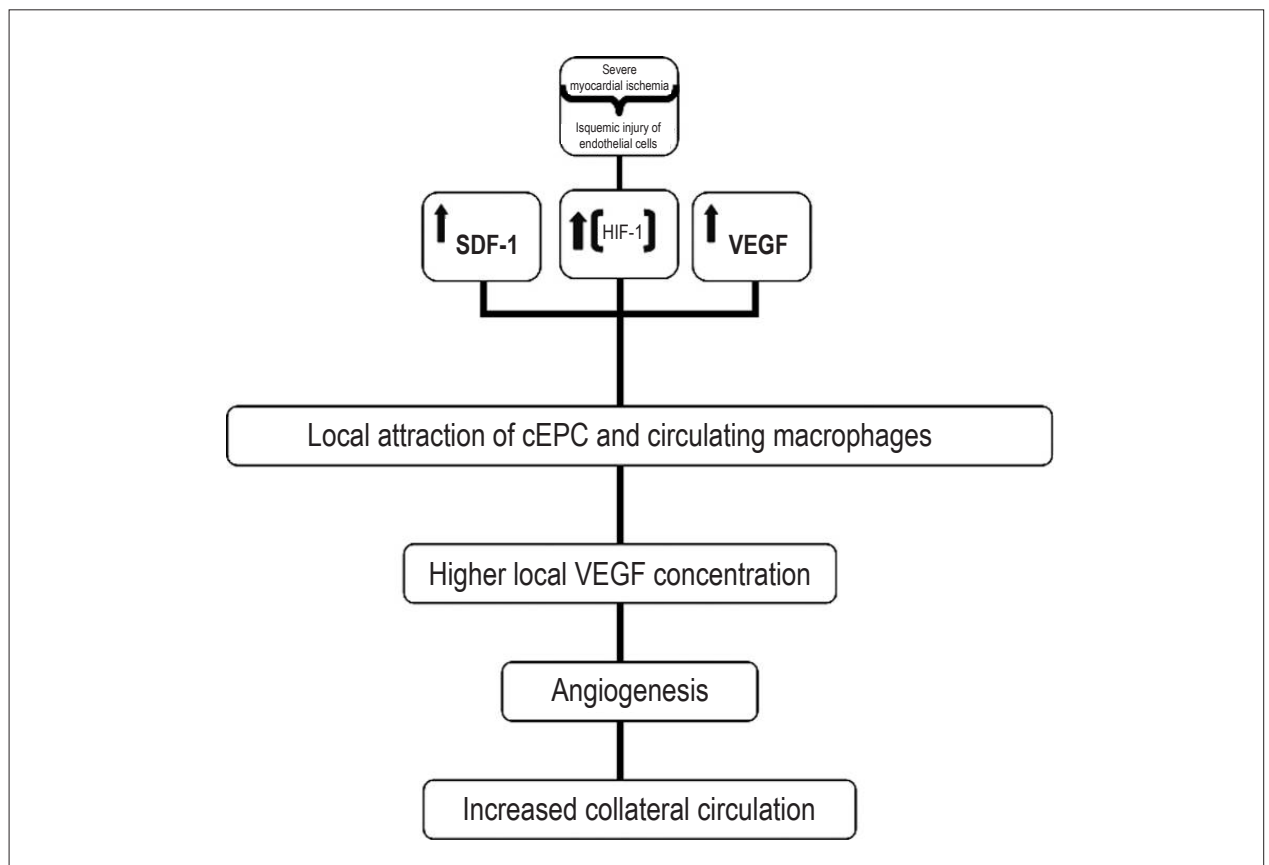 Severe
myocardial ischemia
Isquemic injury of
endothelial cells
SDF-1
HIF-1
VEGF
Local attraction of cEPC and circulating macrophages
Higher local VEGF concentration
Angiogenesis
Increased collateral circulation